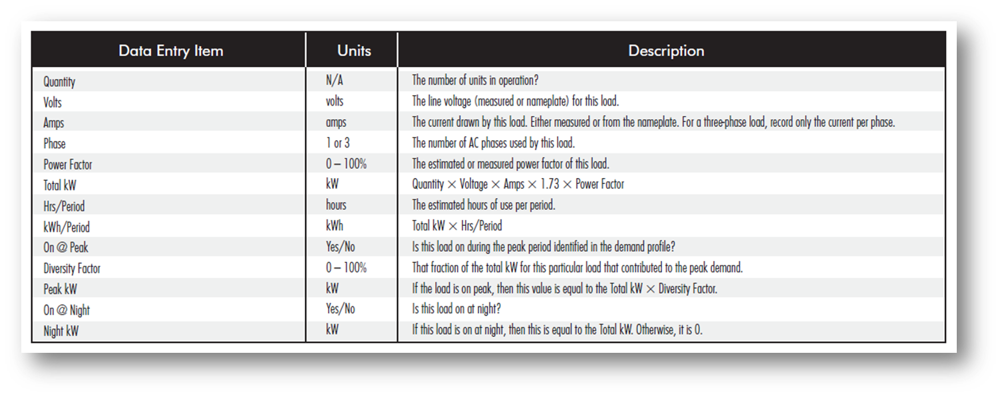 Data Entry Item Units Description
Quantity N/A The number of units in operation?
Volts volts The line voltage (measured or nameplate) for this load.
Amps amps The current drawn by this load. Either measured or from the nameplate. For a three-phase load, record only the current per phase.
Phase 1 or 3 The number of AC phases used by this load.
Power Factor 0 – 100% The estimated or measured power factor of this load.
Total kW kW Quantity × Voltage × Amps × 1.73 × Power Factor
Hrs/Period hours The estimated hours of use per period.
kWh/Period kWh Total kW × Hrs/Period
On @ Peak Yes/No Is this load on during the peak period identified in the demand profile?
Diversity Factor 0 – 100% That fraction of the total kW for this particular load that contributed to the peak demand.
Peak kW kW If the load is on peak, then this value is equal to the Total kW × Diversity Factor.
On @ Night Yes/No Is this load on at night?
Night kW kW If this load is on at night, then this is equal to the Total kW. Otherwise, it is 0.